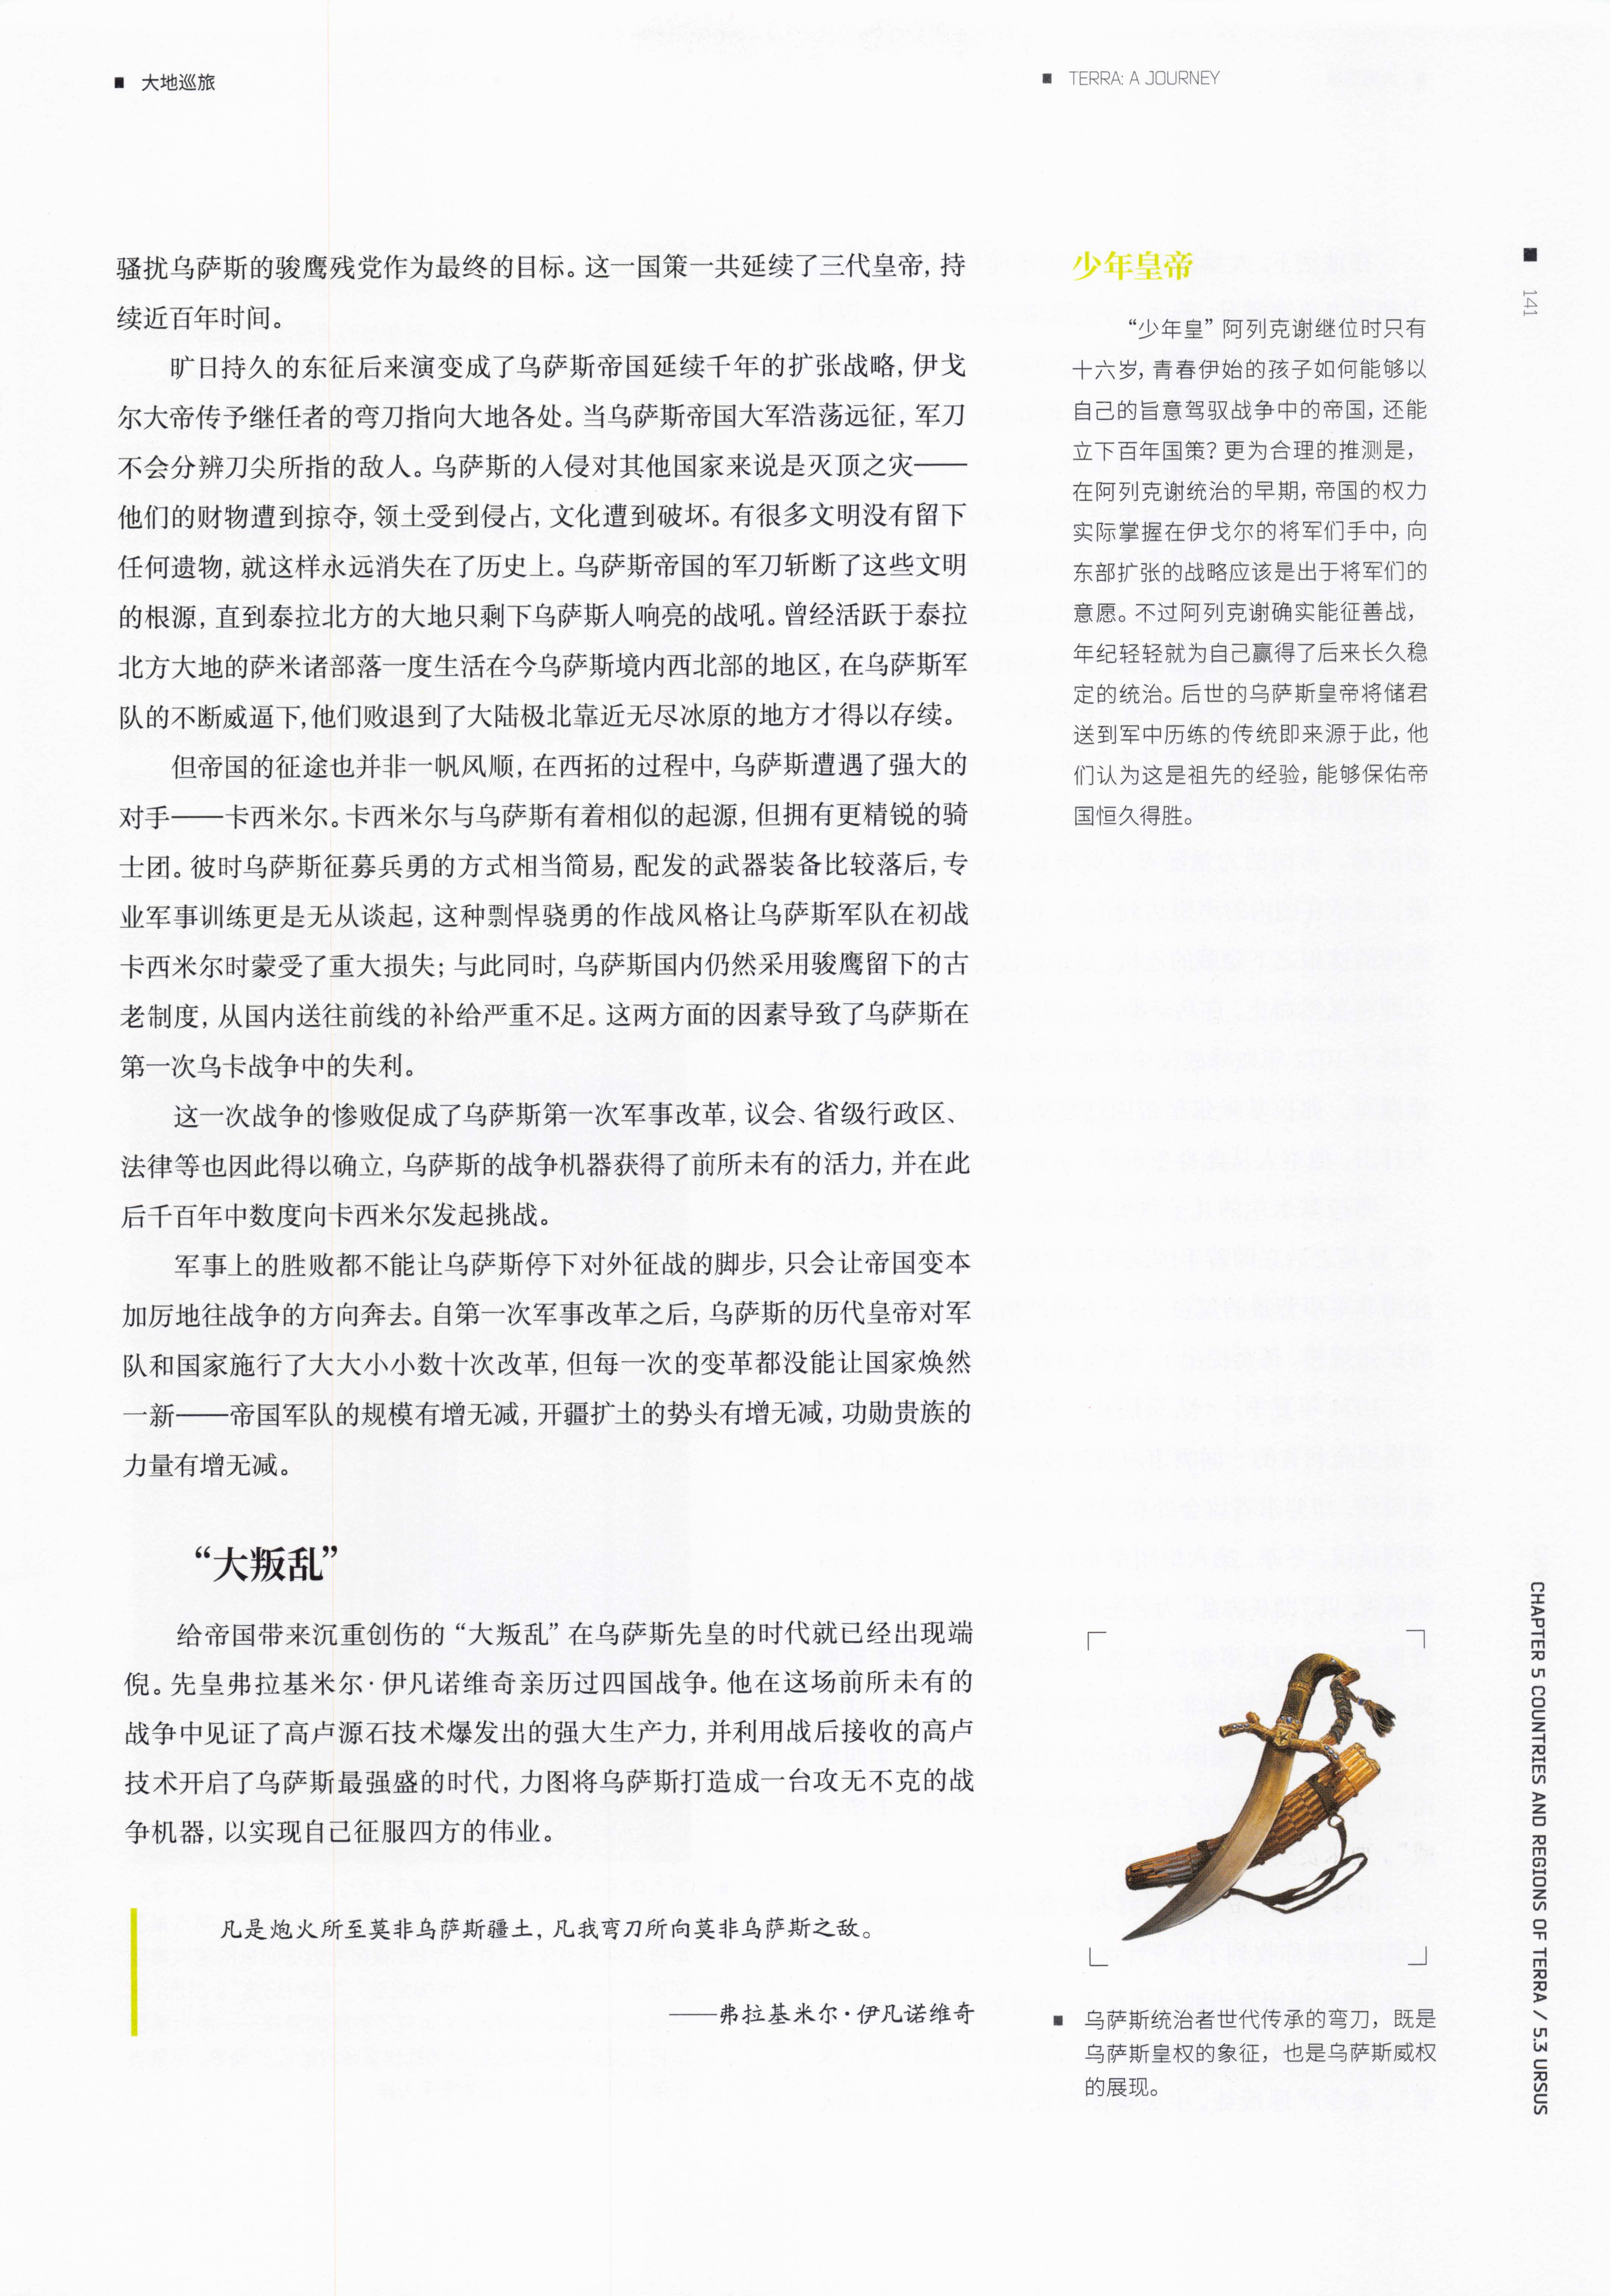 大地巡旅
TERRA: A JOURNEY
骚扰乌萨斯的骏鹰残党作为最终的目标。这一国策一共延续了三代皇帝，持
续近百年时间。
旷日持久的东征后来演变成了乌萨斯帝国延续千年的扩张战略，伊戈
尔大帝传予继任者的弯刀指向大地各处。当乌萨斯帝国大军浩荡远征，军刀
不会分辨刀尖所指的敌人。乌萨斯的入侵对其他国家来说是灭顶之灾——
他们的财物遭到掠夺，领土受到侵占，文化遭到破坏。有很多文明没有留下
任何遗物，就这样永远消失在了历史上。乌萨斯帝国的军刀斩断了这些文明
的根源，直到泰拉北方的大地只剩下乌萨斯人响亮的战吼。曾经活跃于泰拉
北方大地的萨米诸部落一度生活在今乌萨斯境内西北部的地区，在乌萨斯军
队的不断威逼下，他们败退到了大陆极北靠近无尽冰原的地方才得以存续。
但帝国的征途也并非一帆风顺，在西拓的过程中，乌萨斯遭遇了强大的
对手——卡西米尔。卡西米尔与乌萨斯有着相似的起源，但拥有更精锐的骑
士团。彼时乌萨斯征募兵勇的方式相当简易，配发的武器装备比较落后，专
业军事训练更是无从谈起，这种剽悍骁勇的作战风格让乌萨斯军队在初战
卡西米尔时蒙受了重大损失；与此同时，乌萨斯国内仍然采用骏鹰留下的古
老制度，从国内送往前线的补给严重不足。这两方面的因素导致了乌萨斯在
第一次乌卡战争中的失利。
这一次战争的惨败促成了乌萨斯第一次军事改革，议会、省级行政区、
法律等也因此得以确立，乌萨斯的战争机器获得了前所未有的活力，并在此
后千百年中数度向卡西米尔发起挑战。
军事上的胜败都不能让乌萨斯停下对外征战的脚步，只会让帝国变本
加厉地往战争的方向奔去。自第一次军事改革之后，乌萨斯的历代皇帝对军
队和国家施行了大大小小数十次改革，但每一次的变革都没能让国家焕然
一新——帝国军队的规模有增无减，开疆扩土的势头有增无减，功勋贵族的
力量有增无减。
“大叛乱”
给帝国带来沉重创伤的“大叛乱”在乌萨斯先皇的时代就已经出现端
倪。先皇弗拉基米尔·伊凡诺维奇亲历过四国战争。他在这场前所未有的
战争中见证了高卢源石技术爆发出的强大生产力，并利用战后接收的高卢
技术开启了乌萨斯最强盛的时代，力图将乌萨斯打造成一台攻无不克的战
争机器，以实现自己征服四方的伟业。
凡是炮火所至莫非乌萨斯疆土，凡我弯刀所向莫非乌萨斯之敌。
——弗拉基米尔·伊凡诺维奇
少年皇帝
“少年皇”阿列克谢继位时只有
十六岁，青春伊始的孩子如何能够以
自己的旨意驾驭战争中的帝国，还能
立下百年国策？更为合理的推测是，
在阿列克谢统治的早期，帝国的权力
实际掌握在伊戈尔的将军们手中，向
东部扩张的战略应该是出于将军们的
意愿。不过阿列克谢确实能征善战，
年纪轻轻就为自己赢得了后来长久稳
定的统治。后世的乌萨斯皇帝将储君
送到军中历练的传统即来源于此，他
们认为这是祖先的经验，能够保佑帝
国恒久得胜。
乌萨斯统治者世代传承的弯刀，既是
乌萨斯皇权的象征，也是乌萨斯威权
的展现。
141
CHAPTER 5 COUNTRIES AND REGIONS OF TERRA / 5.3 URSUS